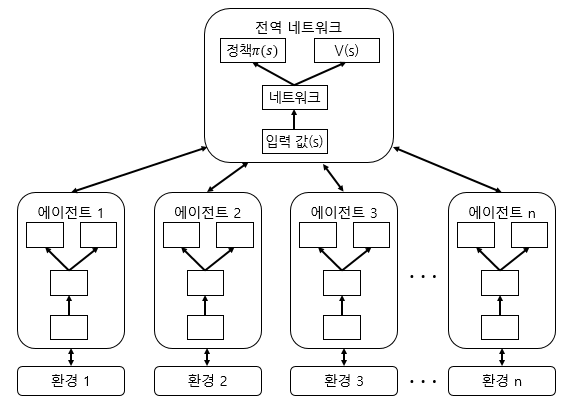 전역 네트워크
정책π(s) V(s)
네트워크
입력 값(s)
에이전트 1 에이전트 2 에이전트 3 에이전트 n
· · ·
환경 1 환경 2 환경 3 · · · 환경 n